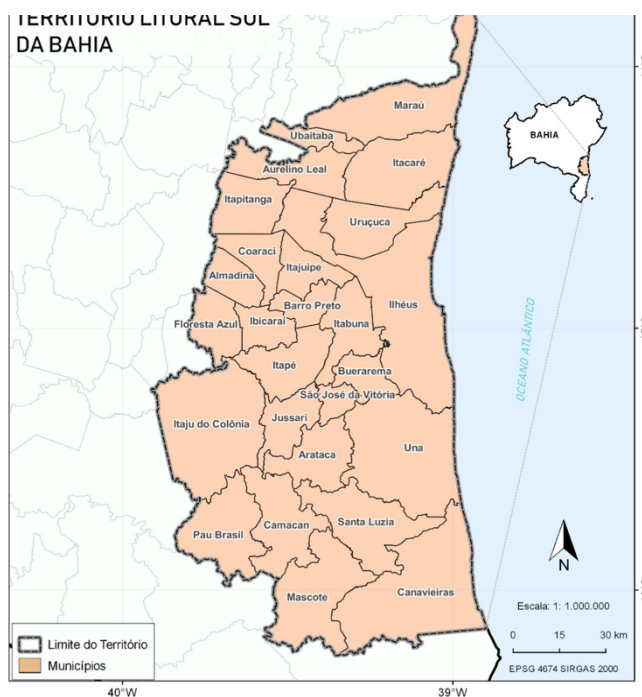 TERRITÓRIO LITORAL SUL
DA BAHIA
Maraú
Ubaitaba
BAHIA
Itacaré
Aurelino Leal
Itapitanga
Uruçuca
Coaraci
Itajuípe
Almadina
Barro Preto
Ilhéus
Floresta Azul
Ibicaraí
Itabuna
OCEANO ATLÂNTICO
Itapé
Buerarema
São José da Vitória
Itaju do Colônia
Jussari
Una
Arataca
Pau Brasil
Camacan
Santa Luzia
N
Mascote
Canavieiras
Escala: 1: 1.000.000
0 15 30 km
EPSG 4674 SIRGAS 2000
Limite do Território
Municípios
40°W 39°W